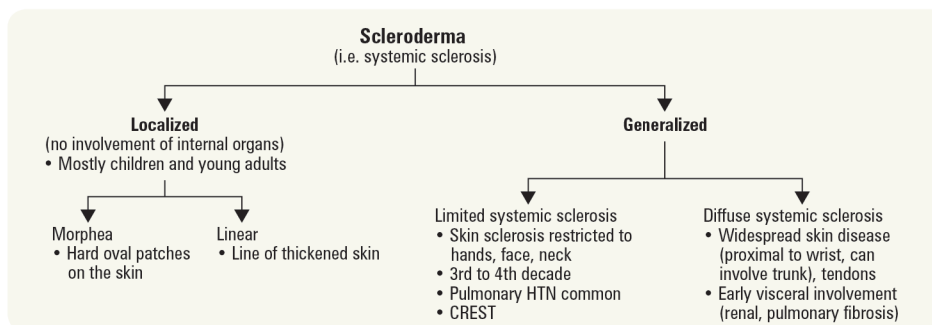 Scleroderma
(i.e. systemic sclerosis)
Localized
(no involvement of internal organs)
• Mostly children and young adults
Morphea
• Hard oval patches
on the skin
Linear
• Line of thickened skin
Generalized
Limited systemic sclerosis
• Skin sclerosis restricted to
hands, face, neck
• 3rd to 4th decade
• Pulmonary HTN common
• CREST
Diffuse systemic sclerosis
• Widespread skin disease
(proximal to wrist, can
involve trunk), tendons
• Early visceral involvement
(renal, pulmonary fibrosis)